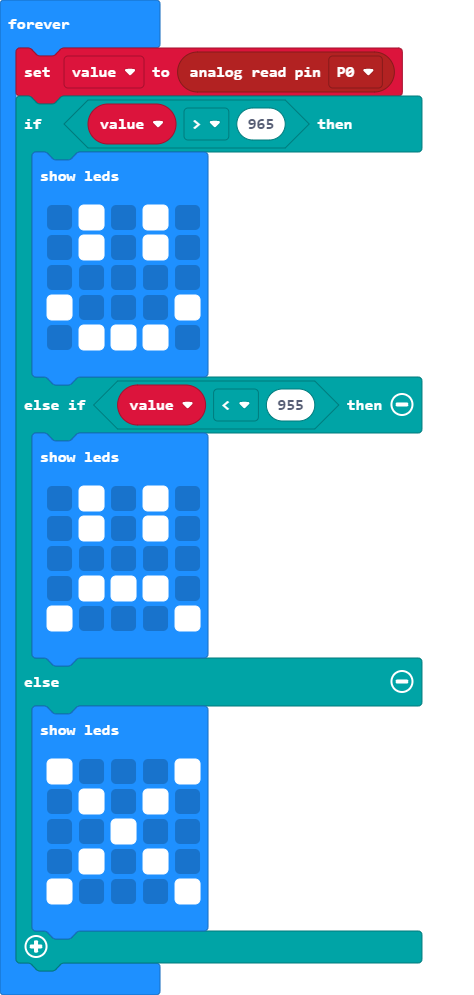 forever
set value to analog read pin P0
if value > 965 then
show leds
else if value < 955 then
show leds
else
show leds